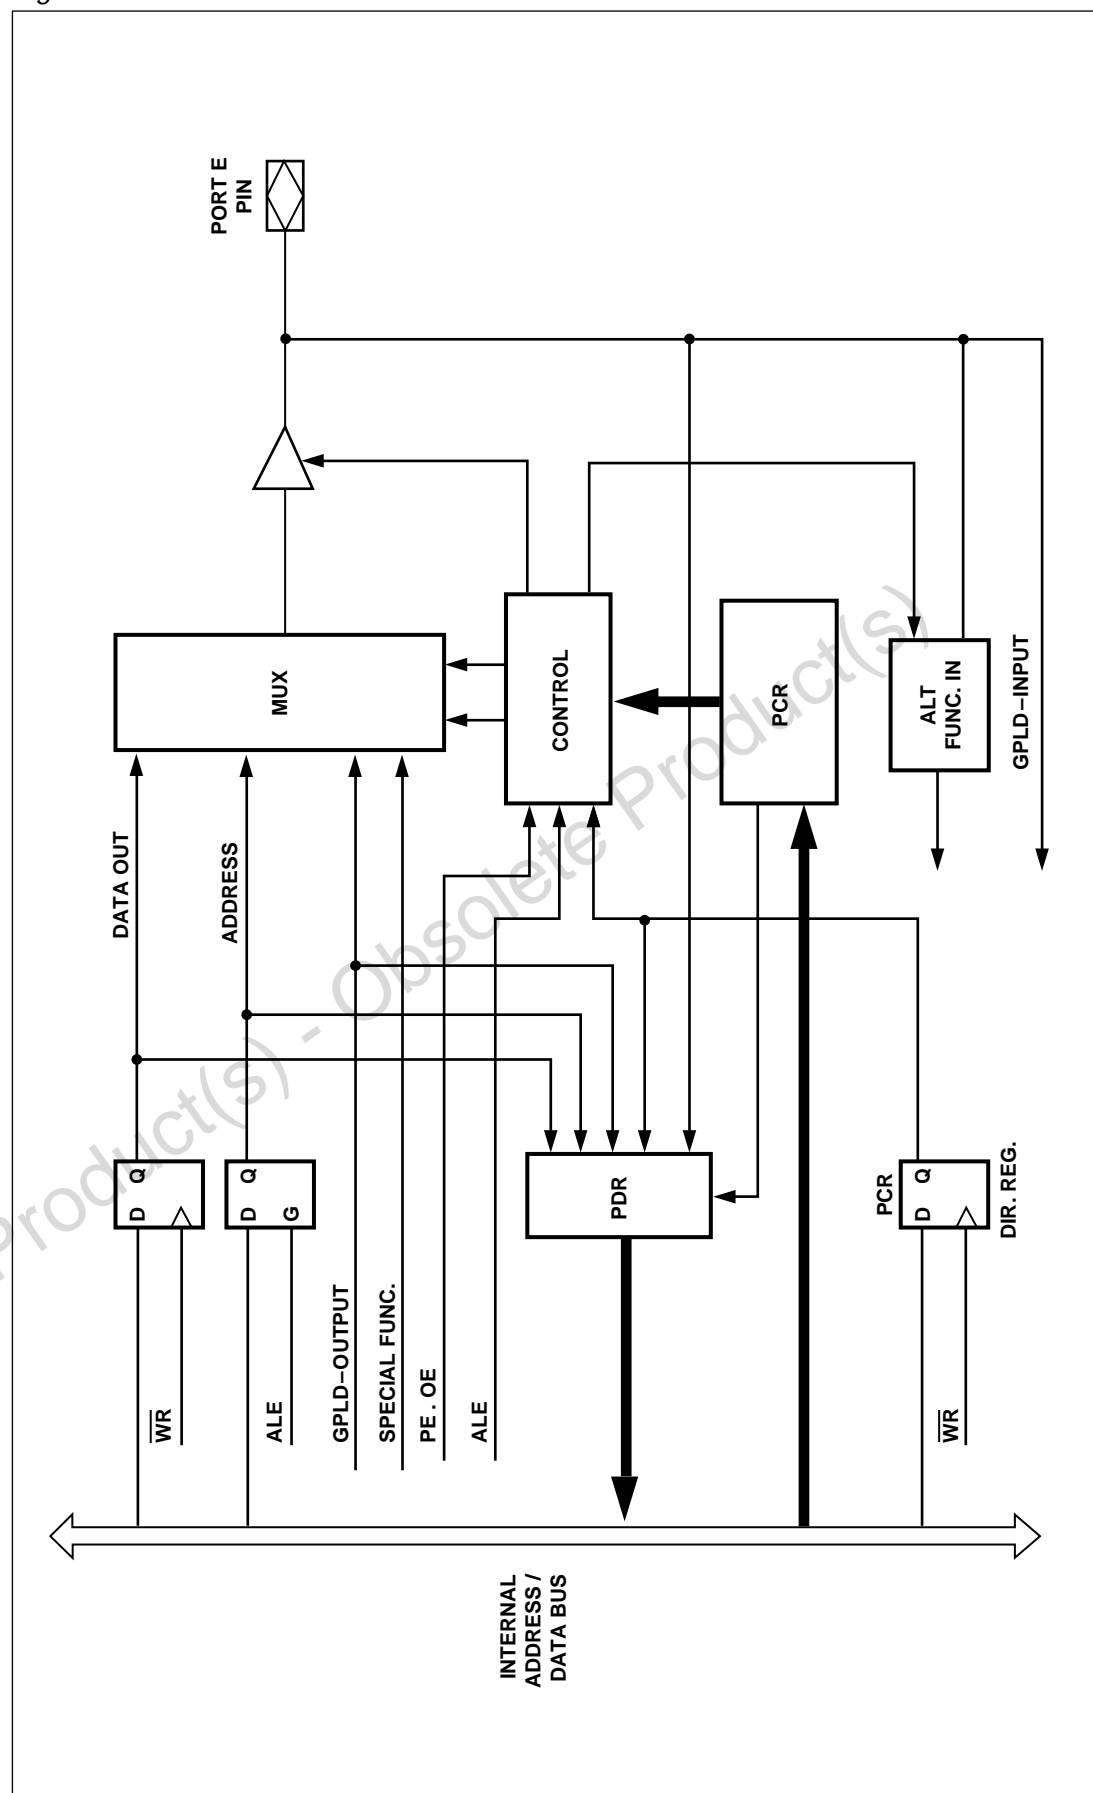 PORT E
PIN
DATA OUT
ADDRESS
MUX
CONTROL
PCR
ALT
FUNC. IN
GPLD–INPUT
D Q
D Q
G
PDR
PCR
D Q
DIR. REG.
WR
ALE
GPLD–OUTPUT
SPECIAL FUNC.
PE . OE
ALE
WR
INTERNAL
ADDRESS /
DATA BUS
Product(s) - Obsolete Product(s)